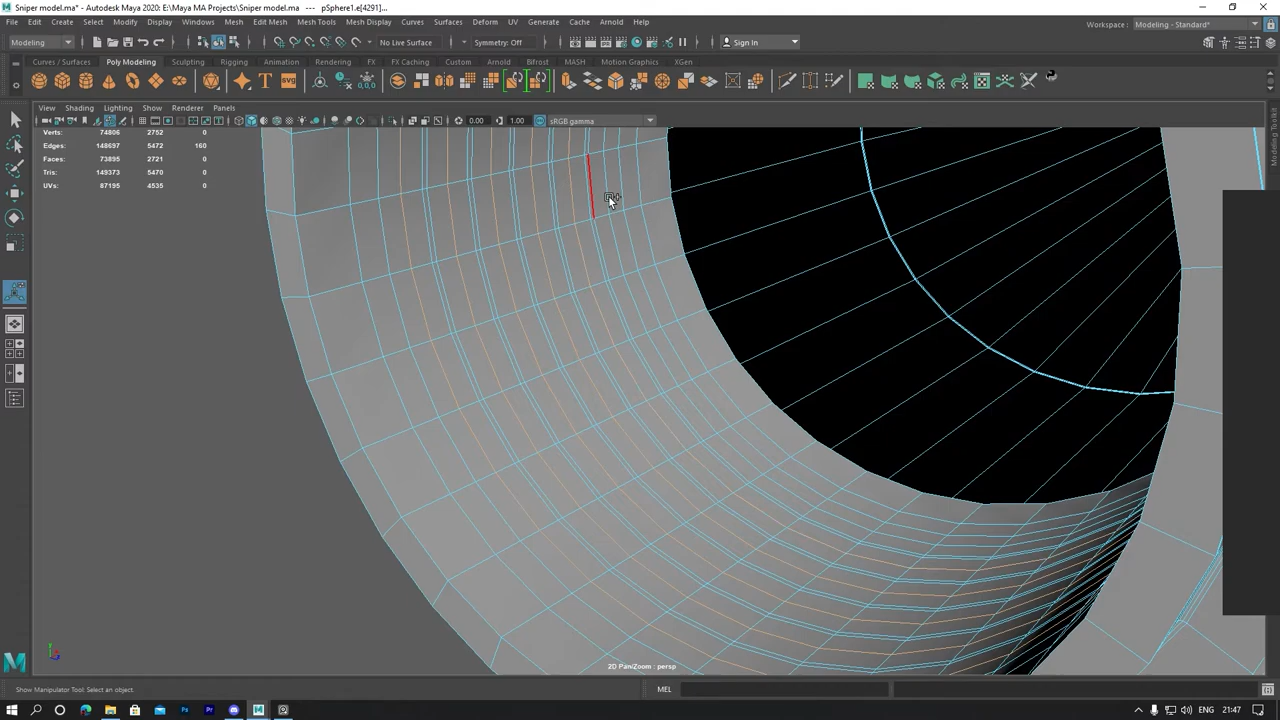 Sniper model.ma* - Autodesk Maya 2020: E:\Maya MA Projects\Sniper model.ma --- pSphere1.e[4291]...
File Edit Create Select Modify Display Windows Mesh Edit Mesh Mesh Tools Mesh Display Curves Surfaces Deform UV Generate Cache Arnold Help
Workspace : Modeling - Standard*
Modeling No Live Surface Symmetry: Off Sign In
Curves / Surfaces Poly Modeling Sculpting Rigging Animation Rendering FX FX Caching Custom Arnold Bifrost MASH Motion Graphics XGen
SVG
View Shading Lighting Show Renderer Panels
0.00 1.00 sRGB gamma
Verts: 74806 2752 0
Edges: 148697 5472 160
Faces: 73895 2721 0
Tris: 149373 5470 0
UVs: 87195 4535 0
Modeling Toolkit
2D Pan/Zoom : persp
Show Manipulator Tool: Select an object.
MEL
ENG 21:47